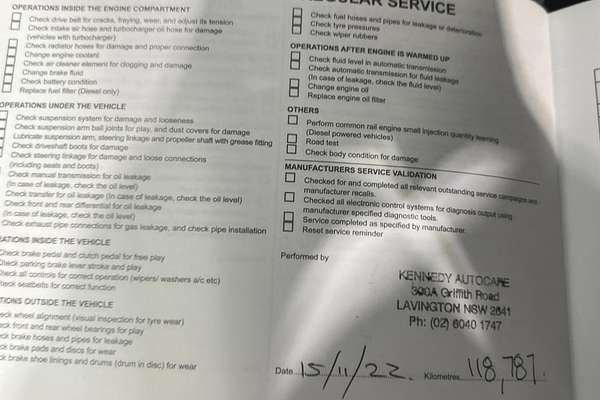 OPERATIONS INSIDE THE ENGINE COMPARTMENT
Check drive belt for cracks, fraying, wear, and adjust its tension
Check intake air hose and turbocharger oil hose for damage
(vehicles with turbocharger)
Check radiator hoses for damage and proper connection
Change engine coolant
Check air cleaner element for clogging and damage
Change brake fluid
Check battery condition
Replace fuel filter (Diesel only)
OPERATIONS UNDER THE VEHICLE
Check suspension system for damage and looseness
Check suspension arm ball joints for play, and dust covers for damage
Lubricate suspension arm, steering linkage and propeller shaft with grease fitting
Check driveshaft boots for damage
Check steering linkage for damage and loose connections
(including seals and boots)
Check manual transmission for oil leakage
(In case of leakage, check the oil level)
Check transfer for oil leakage (In case of leakage, check the oil level)
Check front and rear differential for oil leakage
(In case of leakage, check the oil level)
Check exhaust pipe connections for gas leakage, and check pipe installation
ATIONS INSIDE THE VEHICLE
Check brake pedal and clutch pedal for free play
Check parking brake lever stroke and play
Check all controls for correct operation (wipers/ washers a/c etc)
Check seatbelts for correct function
TIONS OUTSIDE THE VEHICLE
ck wheel alignment (visual inspection for tyre wear)
ck front and rear wheel bearings for play
ck brake hoses and pipes for leakage
ck brake pads and discs for wear
ck brake shoe linings and drums (drum in disc) for wear
GULAR SERVICE
Check fuel hoses and pipes for leakage or deterioration
Check tyre pressures
Check wiper rubbers
OPERATIONS AFTER ENGINE IS WARMED UP
Check fluid level in automatic transmission
Check automatic transmission for fluid leakage
(In case of leakage, check the fluid level)
Change engine oil
Replace engine oil filter
OTHERS
Perform common rail engine small injection quantity learning
(Diesel powered vehicles)
Road test
Check body condition for damage
MANUFACTURERS SERVICE VALIDATION
Checked for and completed all relevant outstanding service campaigns and
manufacturer recalls.
Checked all electronic control systems for diagnosis output using
manufacturer specified diagnostic tools.
Service completed as specified by manufacturer.
Reset service reminder
Performed by
KENNEDY AUTOCARE
300A Griffith Road
LAVINGTON NSW 2641
Ph: (02) 6040 1747
Date 15/11/22. Kilometres 118,787.